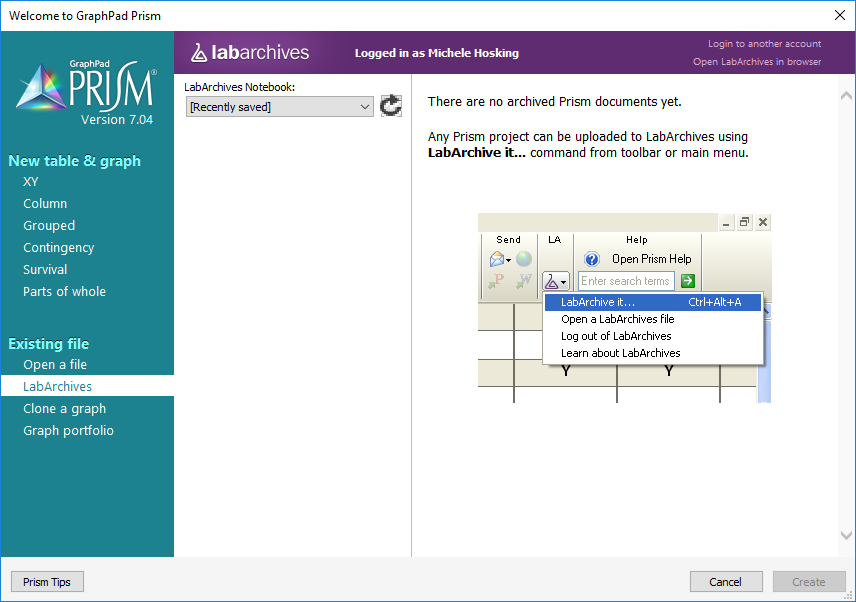 Welcome to GraphPad Prism
GraphPad
PRISM®
Version 7.04
New table & graph
XY
Column
Grouped
Contingency
Survival
Parts of whole
Existing file
Open a file
LabArchives
Clone a graph
Graph portfolio
labarchives
Logged in as Michele Hosking
Login to another account
Open LabArchives in browser
LabArchives Notebook:
[Recently saved]
There are no archived Prism documents yet.
Any Prism project can be uploaded to LabArchives using
LabArchive it... command from toolbar or main menu.
Send
LA
Help
Open Prism Help
P
W
Enter search terms
LabArchive it... Ctrl+Alt+A
Open a LabArchives file
Log out of LabArchives
Learn about LabArchives
Y Y
Prism Tips
Cancel
Create